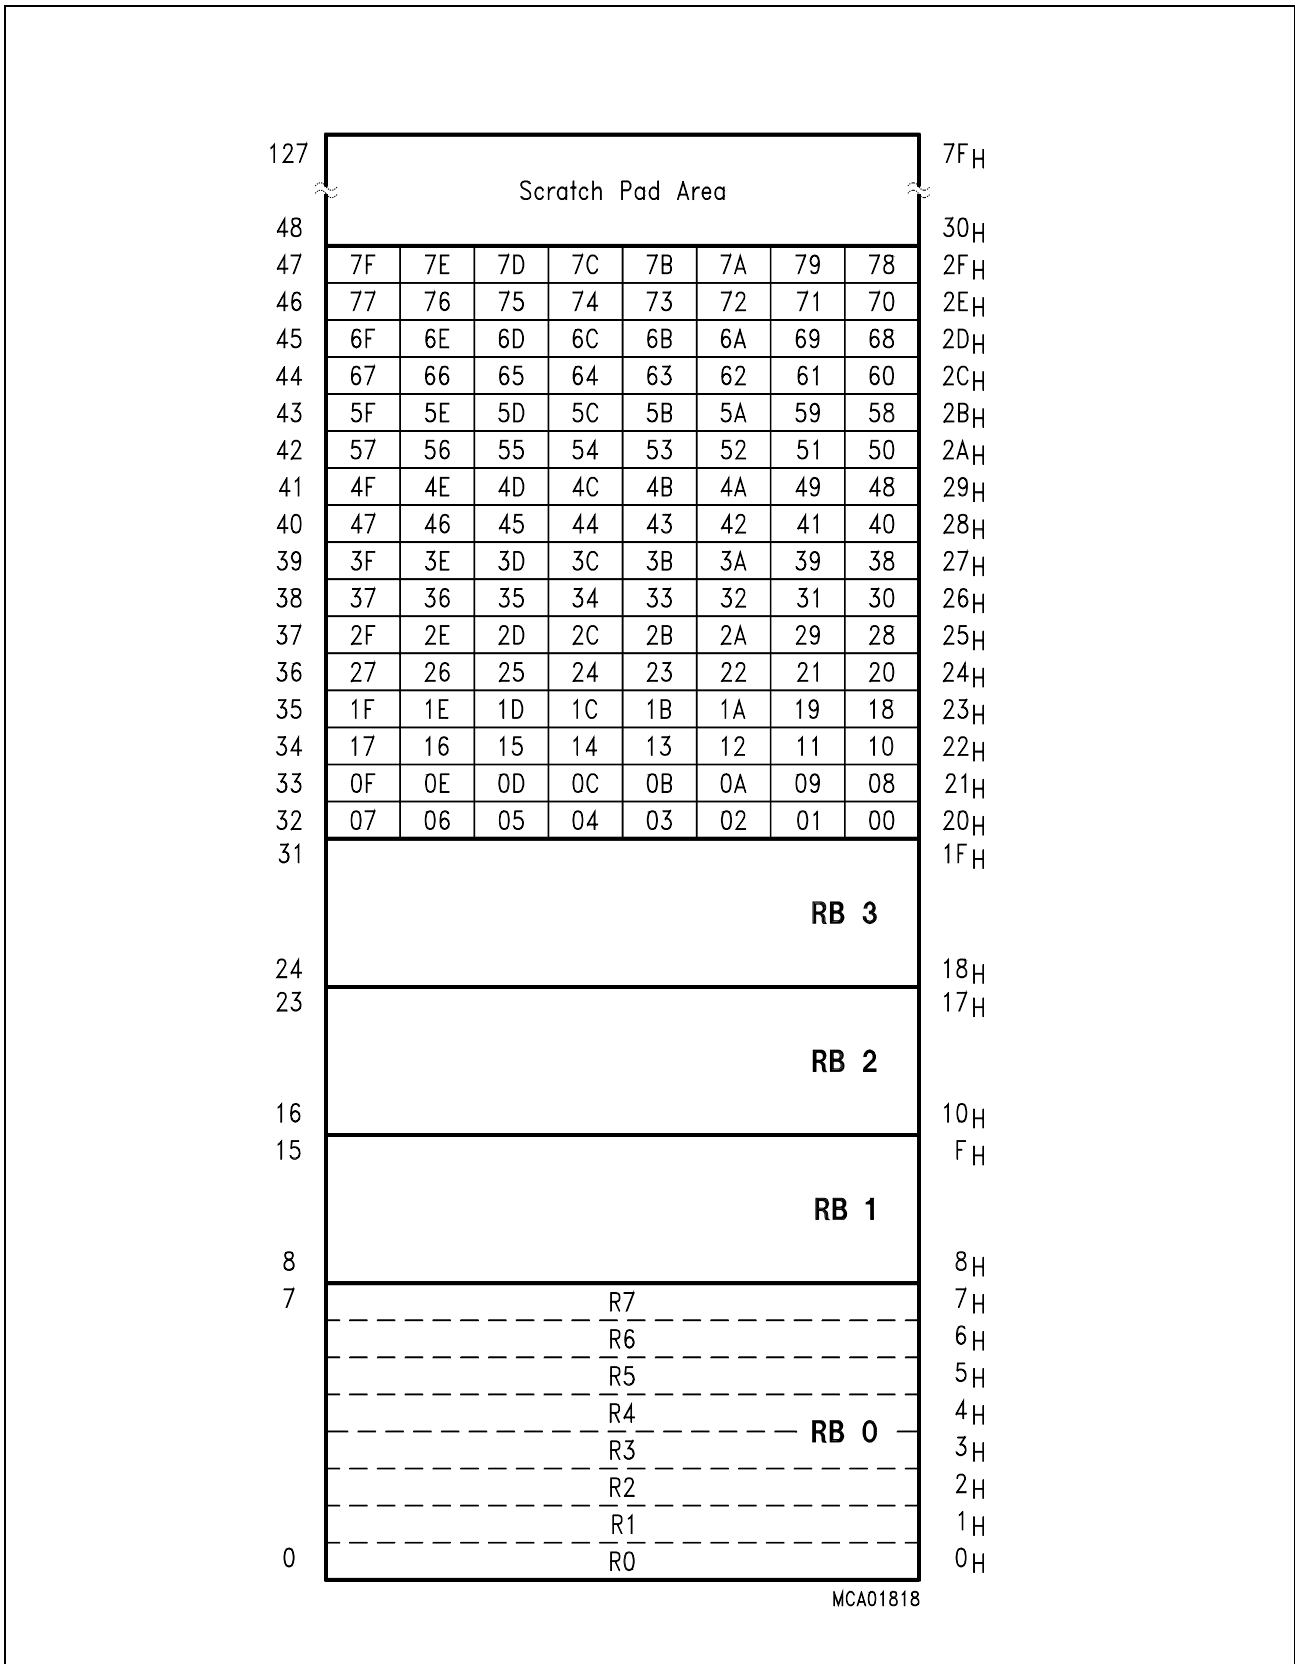 127 7FH
Scratch Pad Area
48 30H
47 7F 7E 7D 7C 7B 7A 79 78 2FH
46 77 76 75 74 73 72 71 70 2EH
45 6F 6E 6D 6C 6B 6A 69 68 2DH
44 67 66 65 64 63 62 61 60 2CH
43 5F 5E 5D 5C 5B 5A 59 58 2BH
42 57 56 55 54 53 52 51 50 2AH
41 4F 4E 4D 4C 4B 4A 49 48 29H
40 47 46 45 44 43 42 41 40 28H
39 3F 3E 3D 3C 3B 3A 39 38 27H
38 37 36 35 34 33 32 31 30 26H
37 2F 2E 2D 2C 2B 2A 29 28 25H
36 27 26 25 24 23 22 21 20 24H
35 1F 1E 1D 1C 1B 1A 19 18 23H
34 17 16 15 14 13 12 11 10 22H
33 0F 0E 0D 0C 0B 0A 09 08 21H
32 07 06 05 04 03 02 01 00 20H
31 1FH
RB 3
24 18H
23 17H
RB 2
16 10H
15 FH
RB 1
8 8H
7 R7 7H
R6 6H
R5 5H
R4 4H
RB 0
R3 3H
R2 2H
R1 1H
0 R0 0H
MCA01818